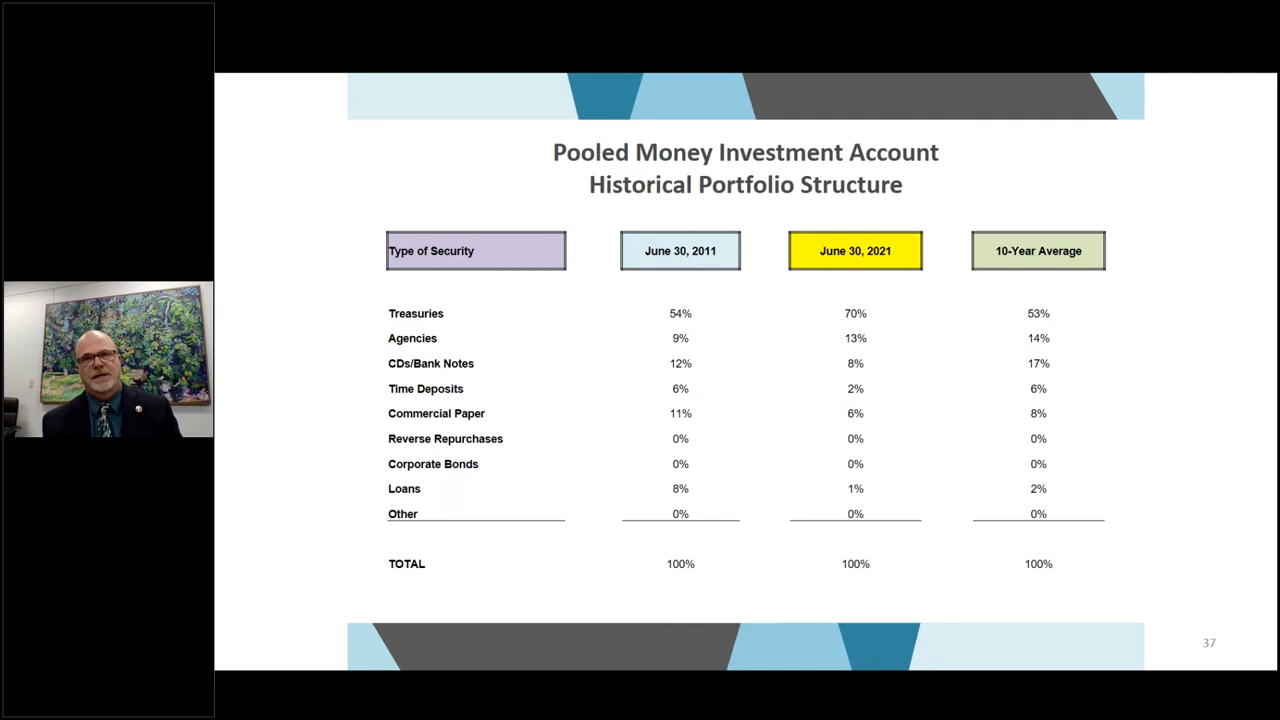 Pooled Money Investment Account
Historical Portfolio Structure
Type of Security June 30, 2011 June 30, 2021 10-Year Average
Treasuries 54% 70% 53%
Agencies 9% 13% 14%
CDs/Bank Notes 12% 8% 17%
Time Deposits 6% 2% 6%
Commercial Paper 11% 6% 8%
Reverse Repurchases 0% 0% 0%
Corporate Bonds 0% 0% 0%
Loans 8% 1% 2%
Other 0% 0% 0%
TOTAL 100% 100% 100%
37